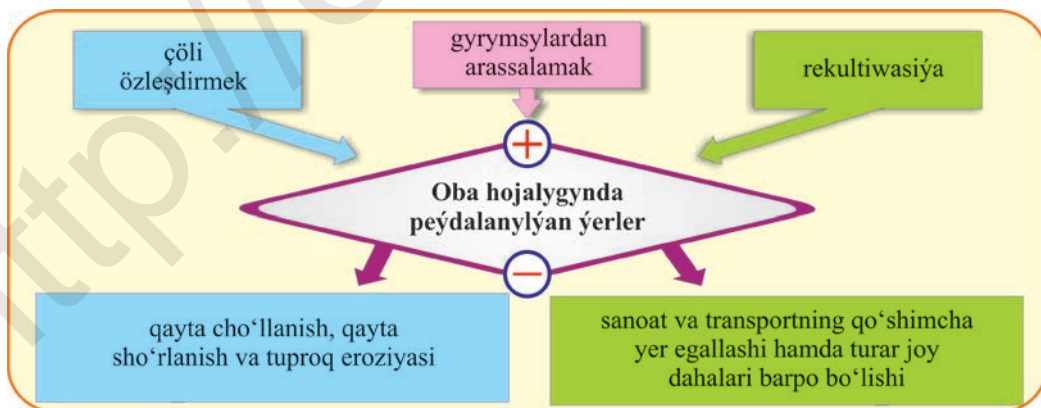 çöli
özleşdirmek
gyrymsylardan
arassalamak
rekultiwasiýa
+
Oba hojalygynda
peýdalanylýan ýerler
−
qayta cho‘llanish, qayta
sho‘rlanish va tuproq eroziyasi
sanoat va transportning qo‘shimcha
yer egallashi hamda turar joy
dahalari barpo bo‘lishi
http://